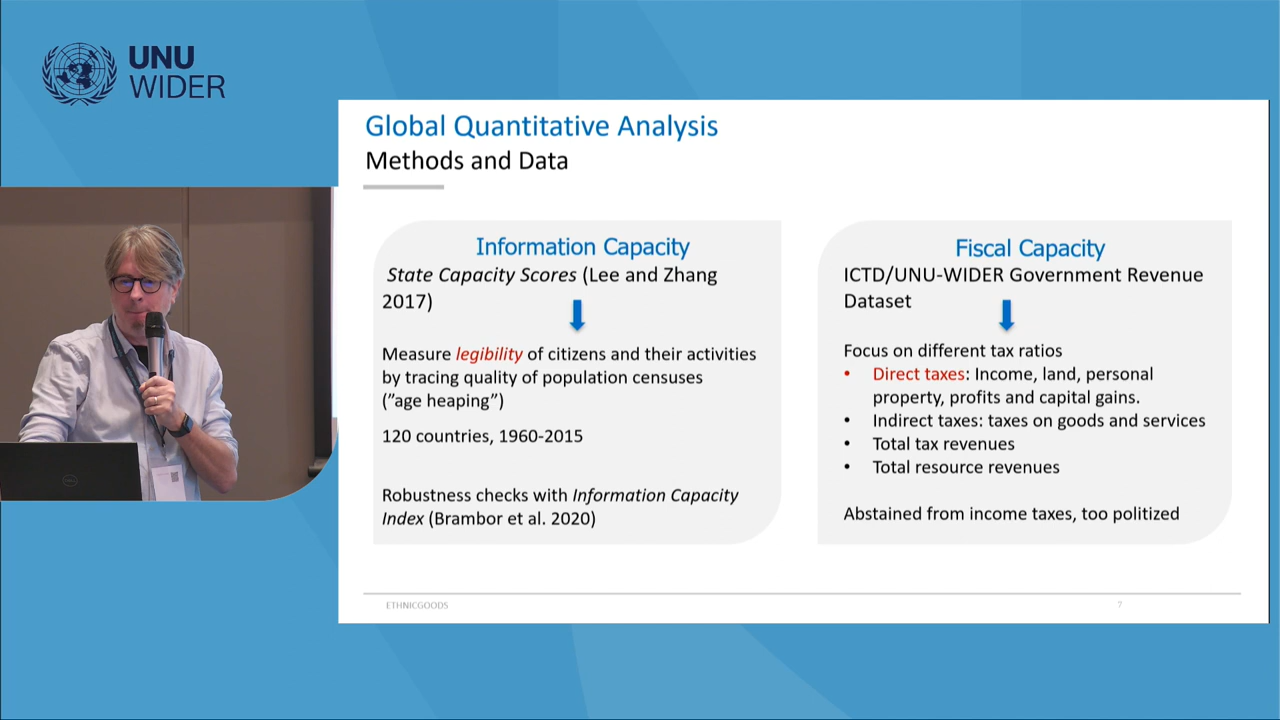 UNU
WIDER
Global Quantitative Analysis
Methods and Data
Information Capacity
State Capacity Scores (Lee and Zhang
2017)
Measure legibility of citizens and their activities
by tracing quality of population censuses
(”age heaping”)
120 countries, 1960-2015
Robustness checks with Information Capacity
Index (Brambor et al. 2020)
Fiscal Capacity
ICTD/UNU-WIDER Government Revenue
Dataset
Focus on different tax ratios
• Direct taxes: Income, land, personal
property, profits and capital gains.
• Indirect taxes: taxes on goods and services
• Total tax revenues
• Total resource revenues
Abstained from income taxes, too politized
ETHNICGOODS
7